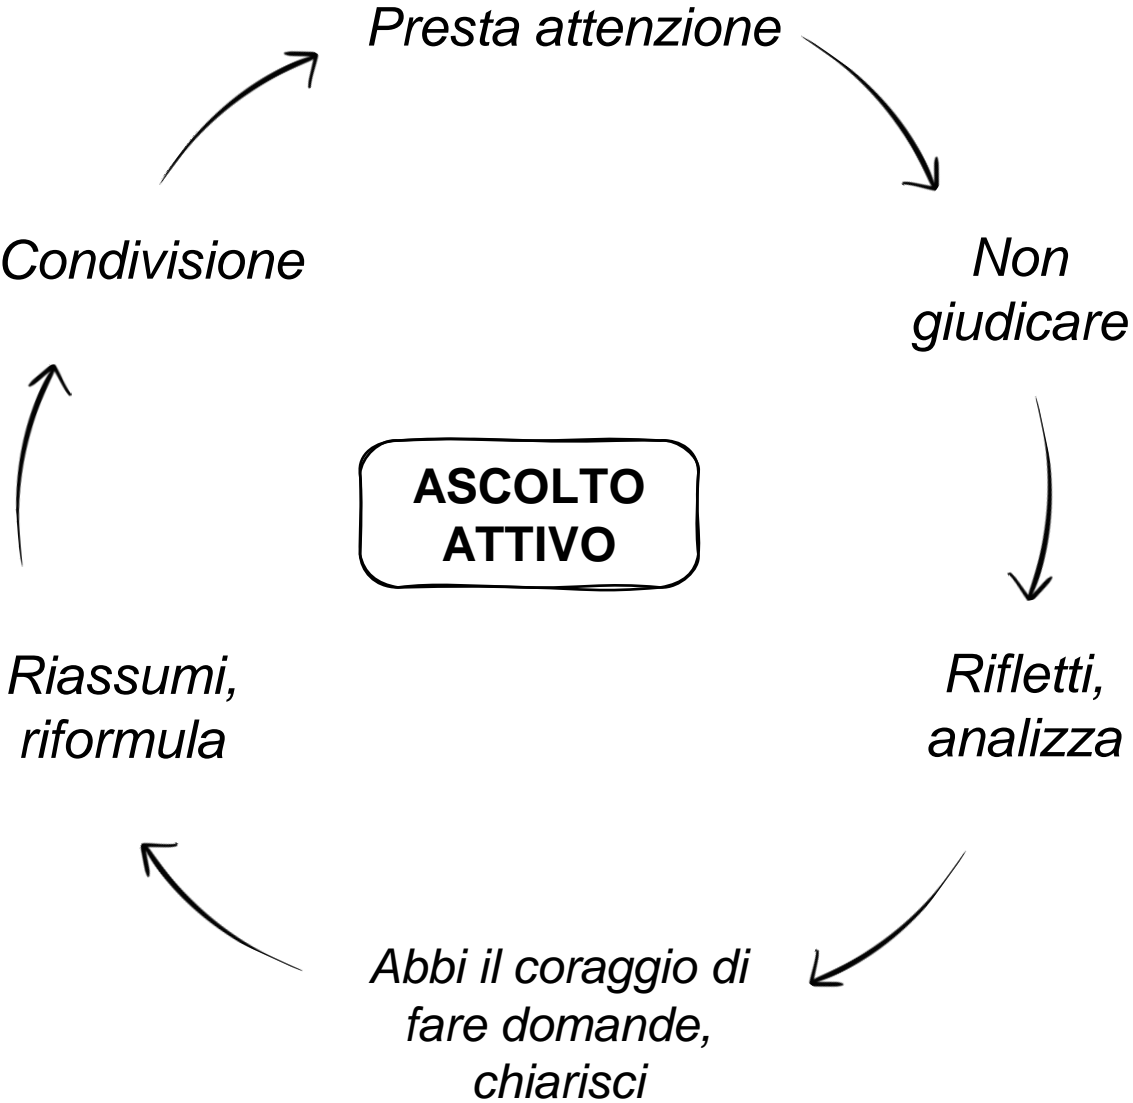 Presta attenzione
Non
giudicare
Rifletti,
analizza
Abbi il coraggio di
fare domande,
chiarisci
Riassumi,
riformula
Condivisione
ASCOLTO
ATTIVO